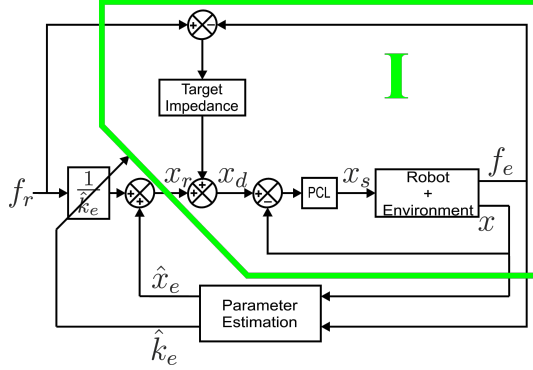 + −
I
Target
Impedance
f_r
1
k̂_e
+
+
x_r
+
+
x_d
+
−
PCL
x_s
Robot
+
Environment
f_e
x
x̂_e
Parameter
Estimation
k̂_e